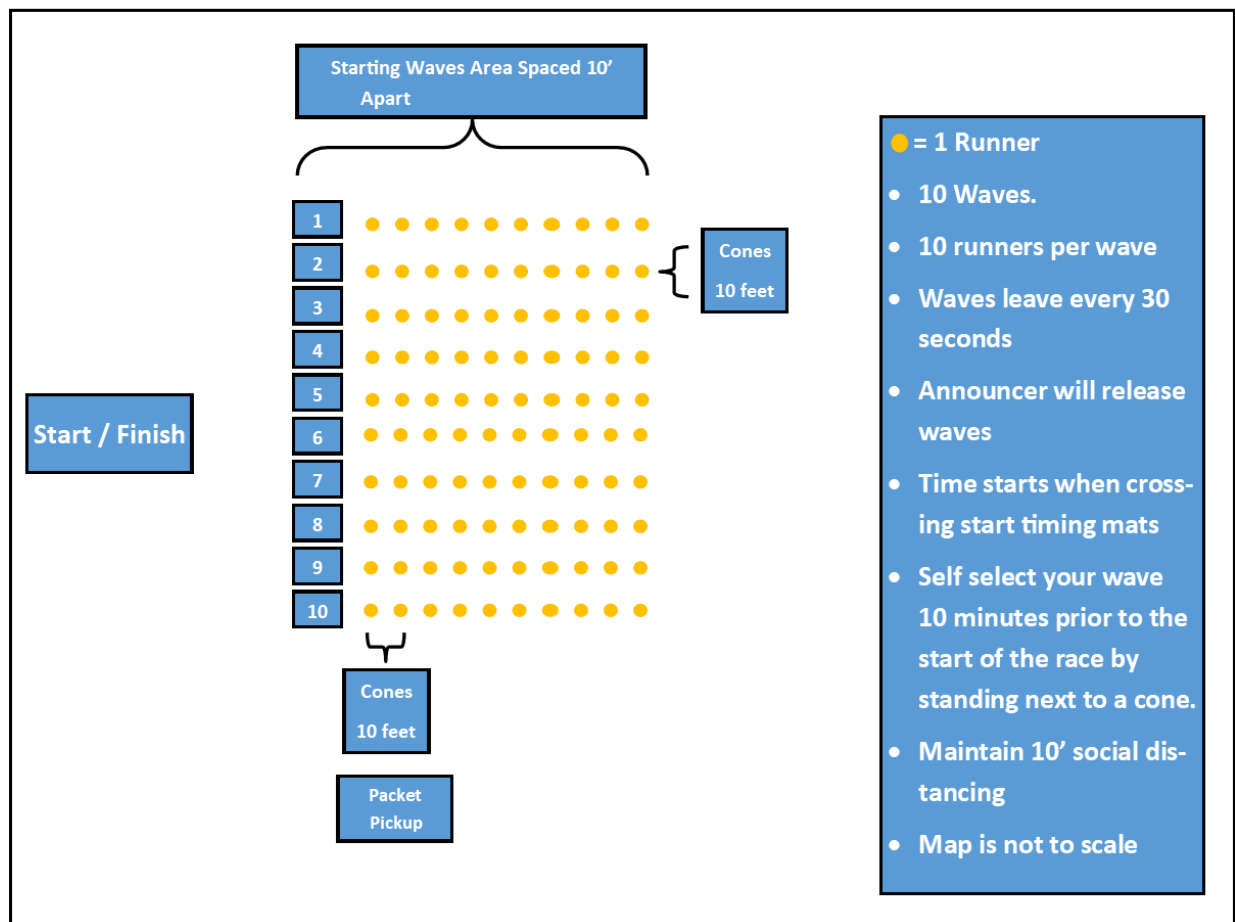 Starting Waves Area Spaced 10’
Apart
1
2
3
4
5
6
7
8
9
10
Cones
10 feet
Start / Finish
Cones
10 feet
Packet
Pickup
= 1 Runner
• 10 Waves.
• 10 runners per wave
• Waves leave every 30
seconds
• Announcer will release
waves
• Time starts when cross-
ing start timing mats
• Self select your wave
10 minutes prior to the
start of the race by
standing next to a cone.
• Maintain 10’ social dis-
tancing
• Map is not to scale